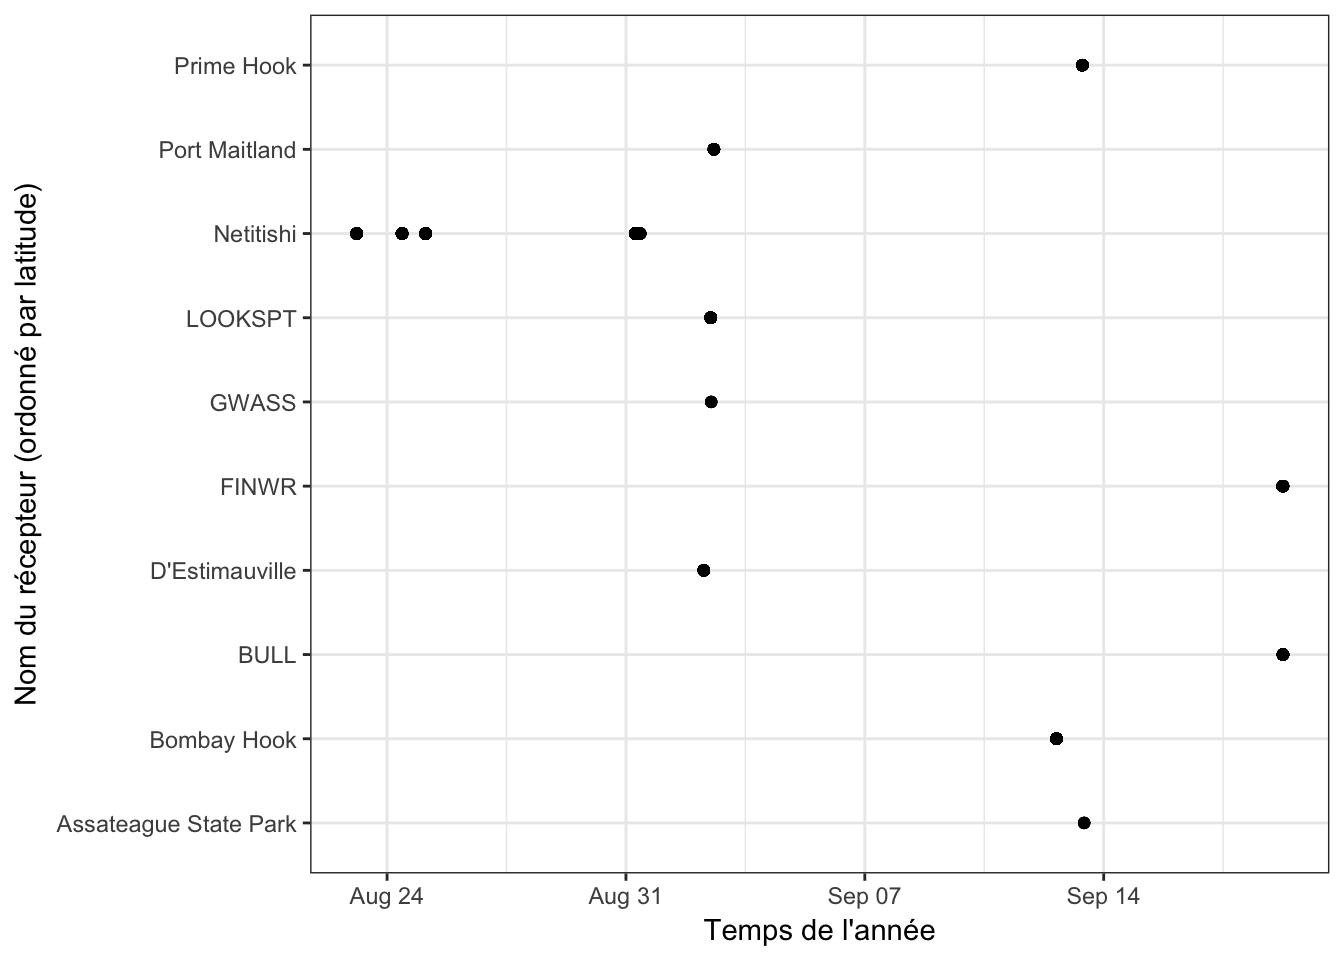 Nom du récepteur (ordonné par latitude)
Prime Hook
Port Maitland
Netitishi
LOOKSPT
GWASS
FINWR
D'Estimauville
BULL
Bombay Hook
Assateague State Park
Aug 24
Aug 31
Sep 07
Sep 14
Temps de l'année